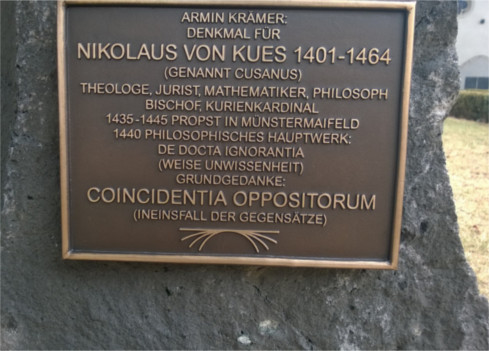 ARMIN KRÄMER:
DENKMAL FÜR
NIKOLAUS VON KUES 1401-1464
(GENANNT CUSANUS)
THEOLOGE, JURIST, MATHEMATIKER, PHILOSOPH
BISCHOF, KURIENKARDINAL
1435-1445 PROPST IN MÜNSTERMAIFELD
1440 PHILOSOPHISCHES HAUPTWERK:
DE DOCTA IGNORANTIA
(WEISE UNWISSENHEIT)
GRUNDGEDANKE:
COINCIDENTIA OPPOSITORUM
(INEINSFALL DER GEGENSÄTZE)